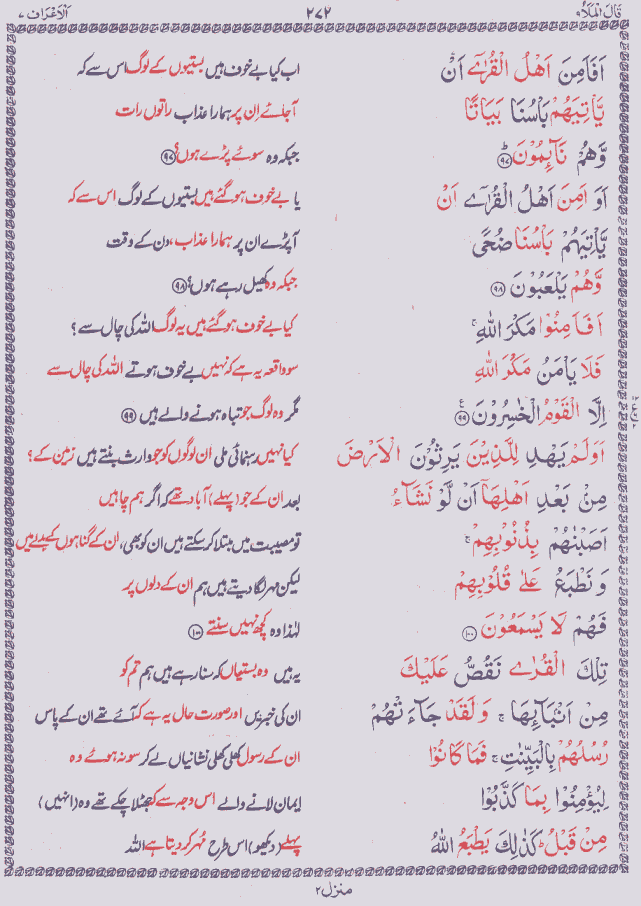 قَالَ الْمَلَأُ ۹ ۲۷۲ اَلْاَعْرَاف ۷
اَفَاَمِنَ اَهْلُ الْقُرٰٓى اَنْ اب کیا بے خوف ہیں بستیوں کے لوگ اس سے کہ
يَّاْتِيَهُمْ بَاْسُنَا بَيَاتًا آجائے اِن پر ہمارا عذاب راتوں رات
وَّهُمْ نَآئِمُوْنَ ؕ۹۷ جبکہ وہ سوئے پڑے ہوں؟ ۹۷
اَوَ اَمِنَ اَهْلُ الْقُرٰٓى اَنْ یا بے خوف ہوگئے ہیں بستیوں کے لوگ اس سے کہ
يَّاْتِيَهُمْ بَاْسُنَا ضُحًى آپڑے ان پر ہمارا عذاب، دن کے وقت
وَّهُمْ يَلْعَبُوْنَ ۹۸ جبکہ وہ کھیل رہے ہوں؟ ۹۸
اَفَاَمِنُوْا مَكْرَ اللّٰهِ ۚ کیا بے خوف ہوگئے ہیں یہ لوگ اللہ کی چال سے؟
فَلَا يَاْمَنُ مَكْرَ اللّٰهِ سو واقعہ یہ ہے کہ نہیں بے خوف ہوتے اللہ کی چال سے
اِلَّا الْقَوْمُ الْخٰسِرُوْنَ ۹۹ مگر وہ لوگ جو تباہ ہونے والے ہیں ۹۹
اَوَلَمْ يَهْدِ لِلَّذِيْنَ يَرِثُوْنَ الْاَرْضَ کیا نہیں رہنمائی ملی ان لوگوں کو جو وارث بنتے ہیں زمین کے؟
مِنْ بَعْدِ اَهْلِهَآ اَنْ لَّوْ نَشَآءُ بعد ان کے جو (پہلے) آباد تھے کہ اگر ہم چاہیں
اَصَبْنٰهُمْ بِذُنُوْبِهِمْ ۚ تو مصیبت میں مبتلا کر سکتے ہیں ان کو بھی، ان کے گناہوں کے بدلے میں
وَنَطْبَعُ عَلٰى قُلُوْبِهِمْ لیکن مہر لگا دیتے ہیں ہم ان کے دلوں پر
فَهُمْ لَا يَسْمَعُوْنَ ۱۰۰ لہٰذا وہ کچھ نہیں سنتے ۱۰۰
تِلْكَ الْقُرٰى نَقُصُّ عَلَيْكَ یہ ہیں وہ بستیاں کہ سنا رہے ہیں ہم تم کو
مِنْ اَنْۢبَآئِهَا ۚ وَلَقَدْ جَآءَتْهُمْ ان کی خبریں اور صورت حال یہ ہے کہ آئے تھے ان کے پاس
رُسُلُهُمْ بِالْبَيِّنٰتِ ۚ فَمَا كَانُوْا ان کے رسول کھلی کھلی نشانیاں لے کر سو نہ ہوئے وہ
لِيُؤْمِنُوْا بِمَا كَذَّبُوْا ایمان لانے والے اس وجہ سے کہ جھٹلا چکے تھے وہ (انہیں)
مِنْ قَبْلُ ؕ كَذٰلِكَ يَطْبَعُ اللّٰهُ پہلے (دیکھو) اس طرح مُہر کر دیتا ہے اللہ
منزل ۲